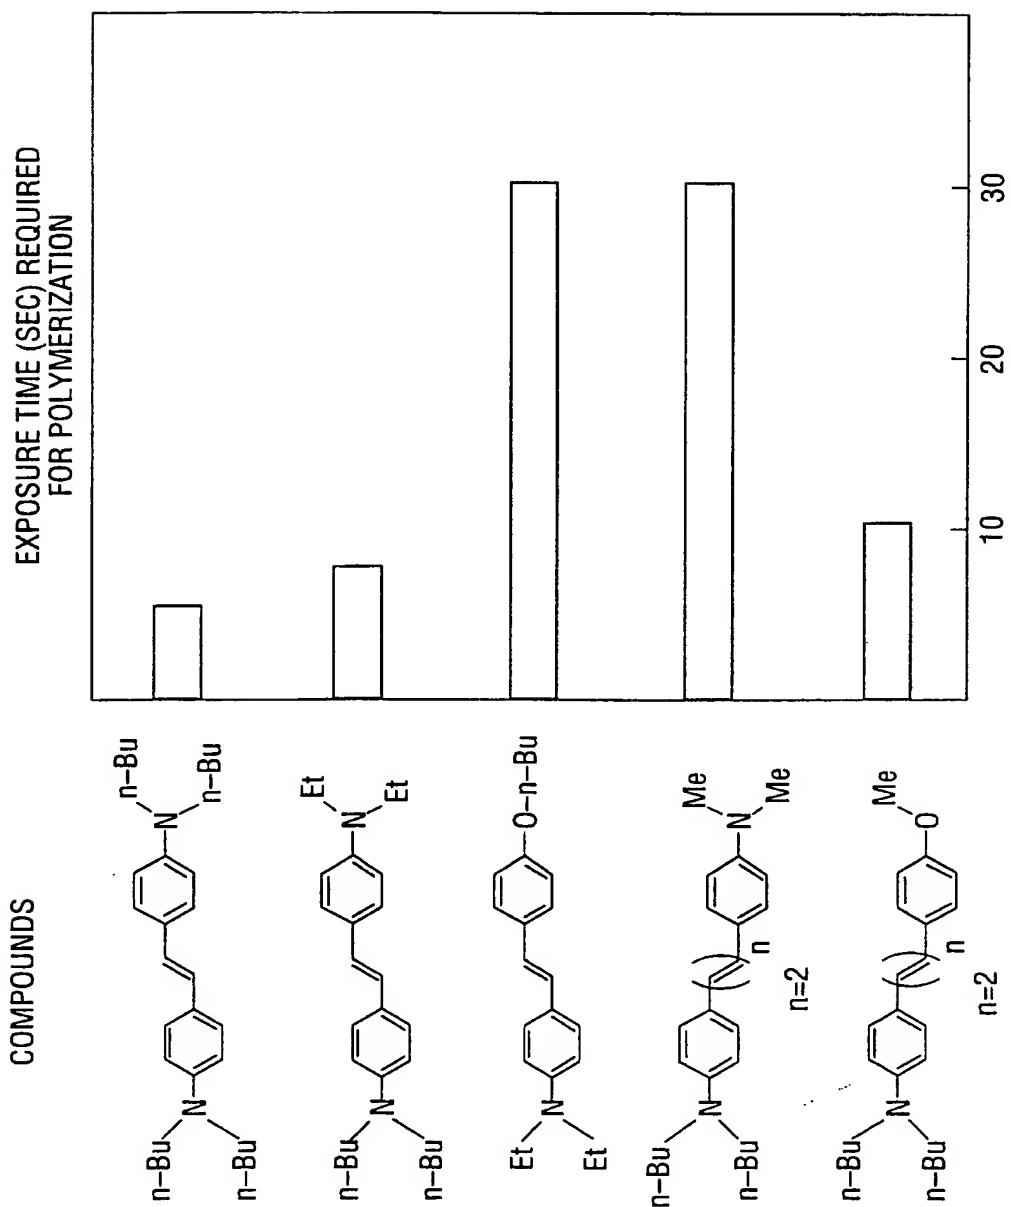 COMPOUNDS
EXPOSURE TIME (SEC) REQUIRED
FOR POLYMERIZATION
n–Bu
n–Bu
N
N
n–Bu
n–Bu
n–Bu
Et
N
N
n–Bu
Et
Et
N
O–n–Bu
Et
n–Bu
Me
N
N
n–Bu
Me
n
n=2
n–Bu
Me
N
O
n–Bu
n
n=2
10
20
30